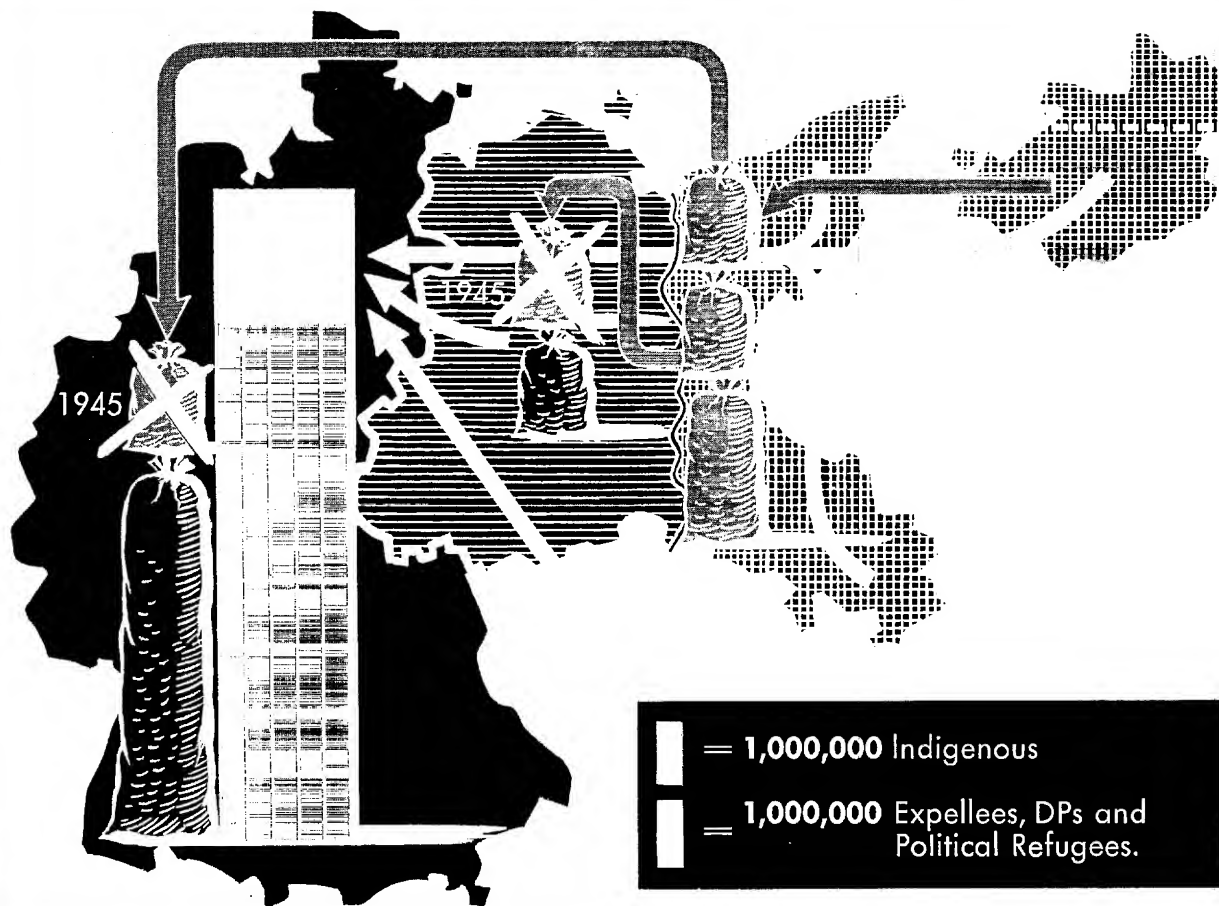 1945
1945
= 1,000,000 Indigenous
= 1,000,000 Expellees, DPs and
Political Refugees.